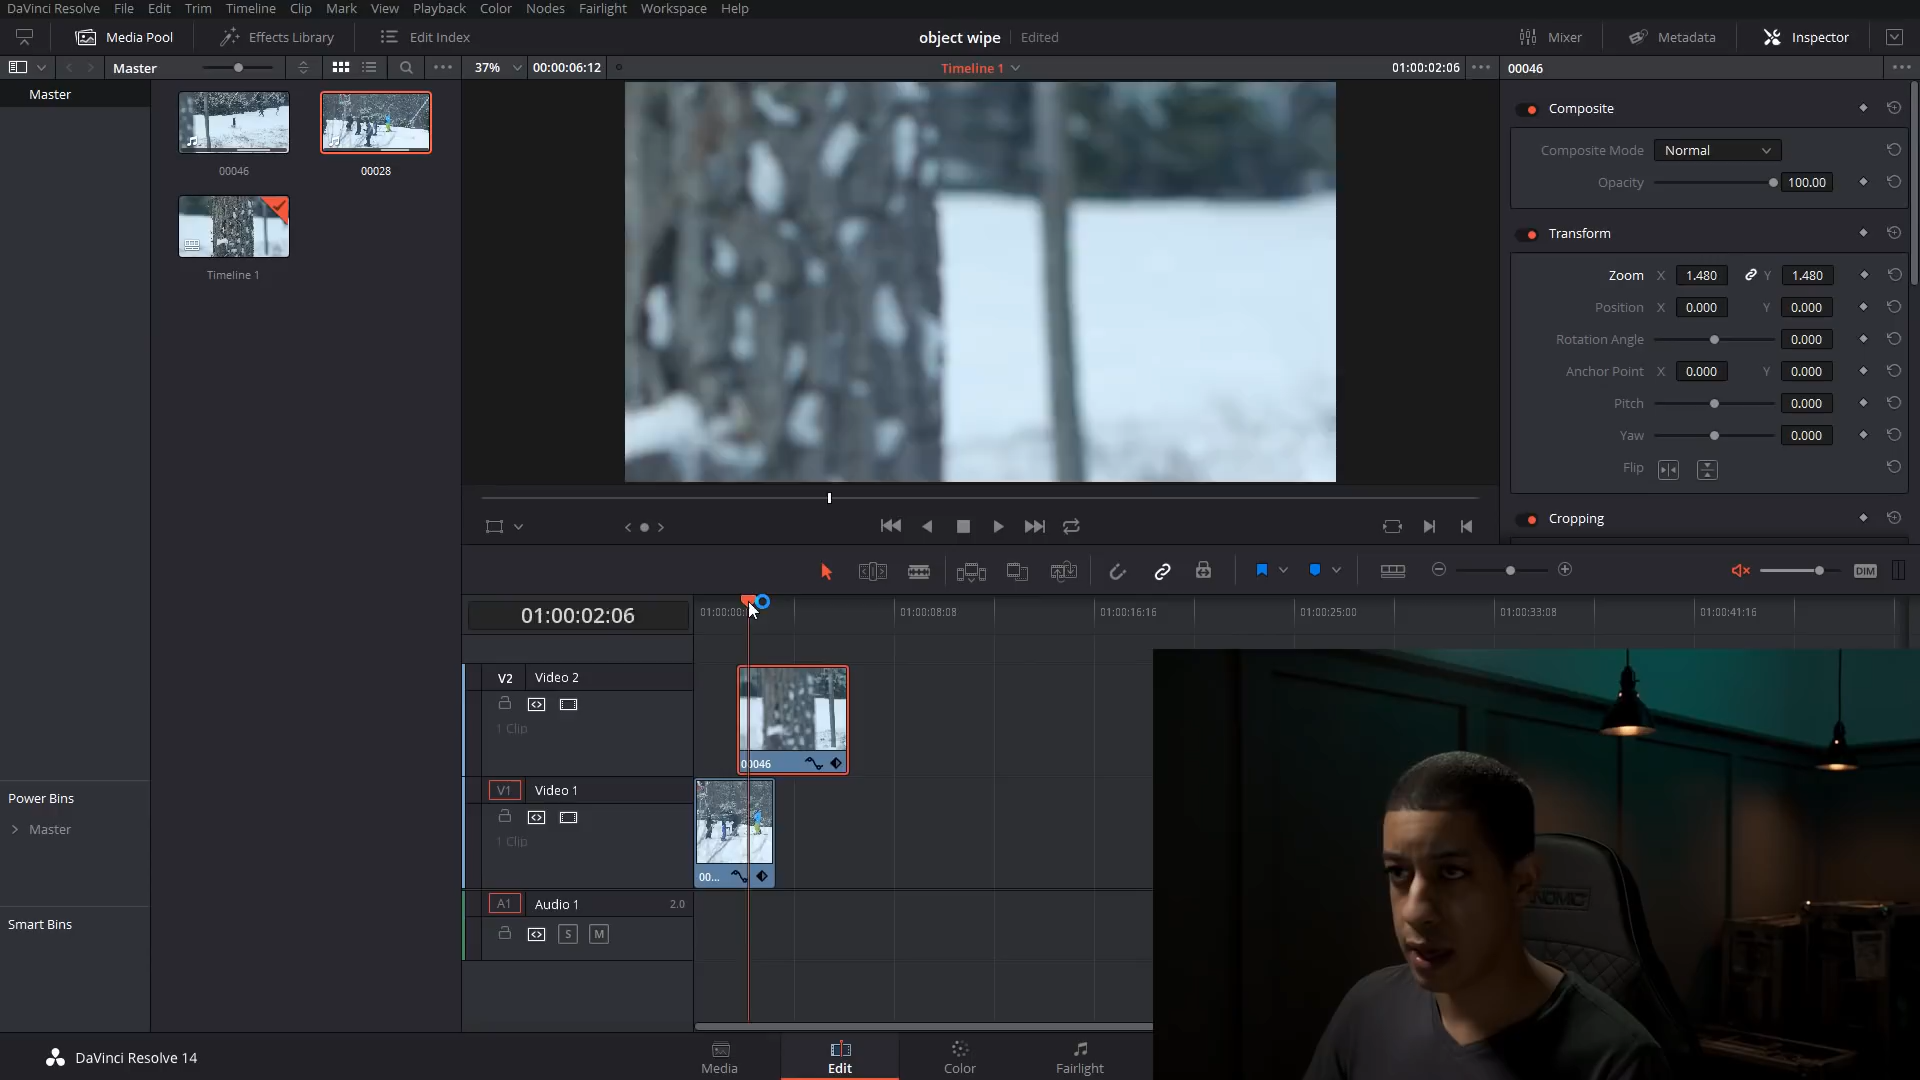 DaVinci Resolve File Edit Trim Timeline Clip Mark View Playback Color Nodes Fairlight Workspace Help
Media Pool Effects Library Edit Index object wipe Edited Mixer Metadata Inspector
Master 37% 00:00:06:12 Timeline 1 01:00:02:06 00046
Master
00046 00028
Timeline 1
Composite
Composite Mode Normal
Opacity 100.00
Transform
Zoom X 1.480 Y 1.480
Position X 0.000 Y 0.000
Rotation Angle 0.000
Anchor Point X 0.000 Y 0.000
Pitch 0.000
Yaw 0.000
Flip
Cropping
DIM
01:00:02:06 01:00:00 01:00:08:08 01:00:16:16 01:00:25:00 01:00:33:08 01:00:41:16
V2 Video 2
1 Clip
00046
V1 Video 1
1 Clip
00...
A1 Audio 1 2.0
S M
Power Bins
Master
Smart Bins
DaVinci Resolve 14
Media Edit Color Fairlight